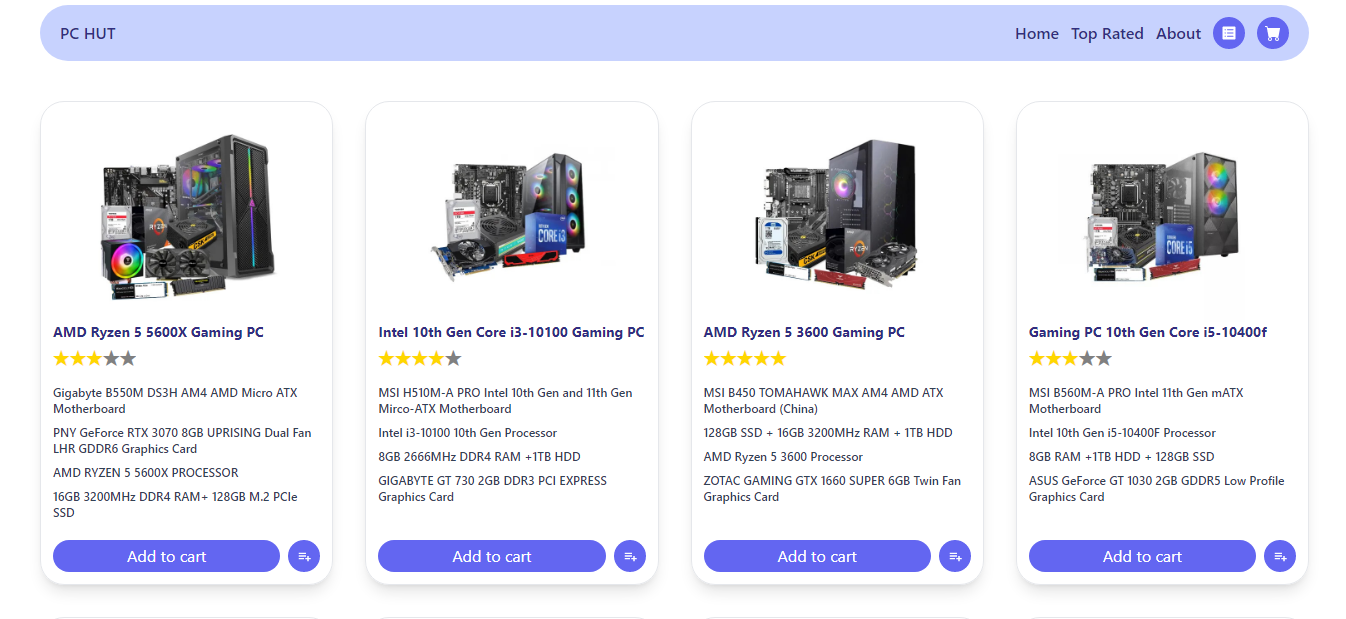 PC HUT
Home Top Rated About
AMD Ryzen 5 5600X Gaming PC
Gigabyte B550M DS3H AM4 AMD Micro ATX
Motherboard
PNY GeForce RTX 3070 8GB UPRISING Dual Fan
LHR GDDR6 Graphics Card
AMD RYZEN 5 5600X PROCESSOR
16GB 3200MHz DDR4 RAM+ 128GB M.2 PCIe
SSD
Add to cart
CORE i3
Intel 10th Gen Core i3-10100 Gaming PC
MSI H510M-A PRO Intel 10th Gen and 11th Gen
Mirco-ATX Motherboard
Intel i3-10100 10th Gen Processor
8GB 2666MHz DDR4 RAM +1TB HDD
GIGABYTE GT 730 2GB DDR3 PCI EXPRESS
Graphics Card
Add to cart
RYZEN
AMD Ryzen 5 3600 Gaming PC
MSI B450 TOMAHAWK MAX AM4 AMD ATX
Motherboard (China)
128GB SSD + 16GB 3200MHz RAM + 1TB HDD
AMD Ryzen 5 3600 Processor
ZOTAC GAMING GTX 1660 SUPER 6GB Twin Fan
Graphics Card
Add to cart
CORE i5
Gaming PC 10th Gen Core i5-10400f
MSI B560M-A PRO Intel 11th Gen mATX
Motherboard
Intel 10th Gen i5-10400F Processor
8GB RAM +1TB HDD + 128GB SSD
ASUS GeForce GT 1030 2GB GDDR5 Low Profile
Graphics Card
Add to cart